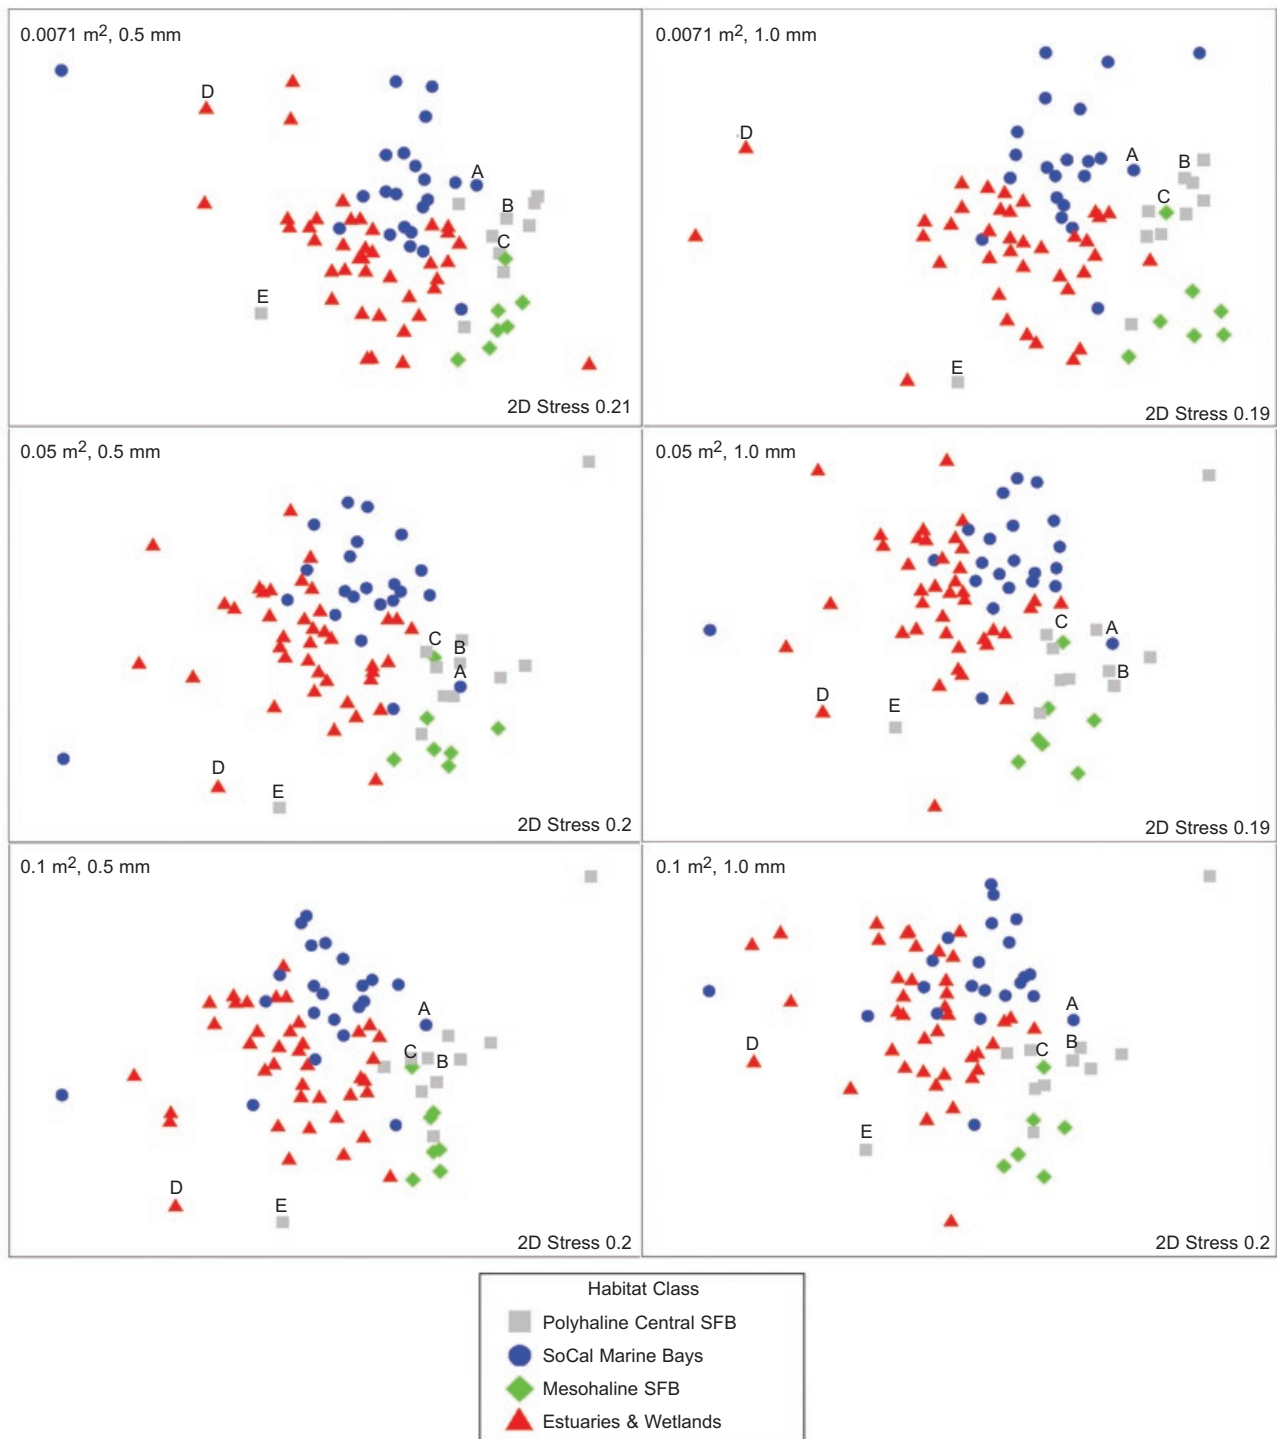 0.0071 m², 0.5 mm
D
A
B
C
E
2D Stress 0.21
0.0071 m², 1.0 mm
D
A
B
C
E
2D Stress 0.19
0.05 m², 0.5 mm
C
B
A
D
E
2D Stress 0.2
0.05 m², 1.0 mm
C
A
B
D
E
2D Stress 0.19
0.1 m², 0.5 mm
A
C
B
D
E
2D Stress 0.2
0.1 m², 1.0 mm
A
B
C
D
E
2D Stress 0.2
Habitat Class
Polyhaline Central SFB
SoCal Marine Bays
Mesohaline SFB
Estuaries & Wetlands